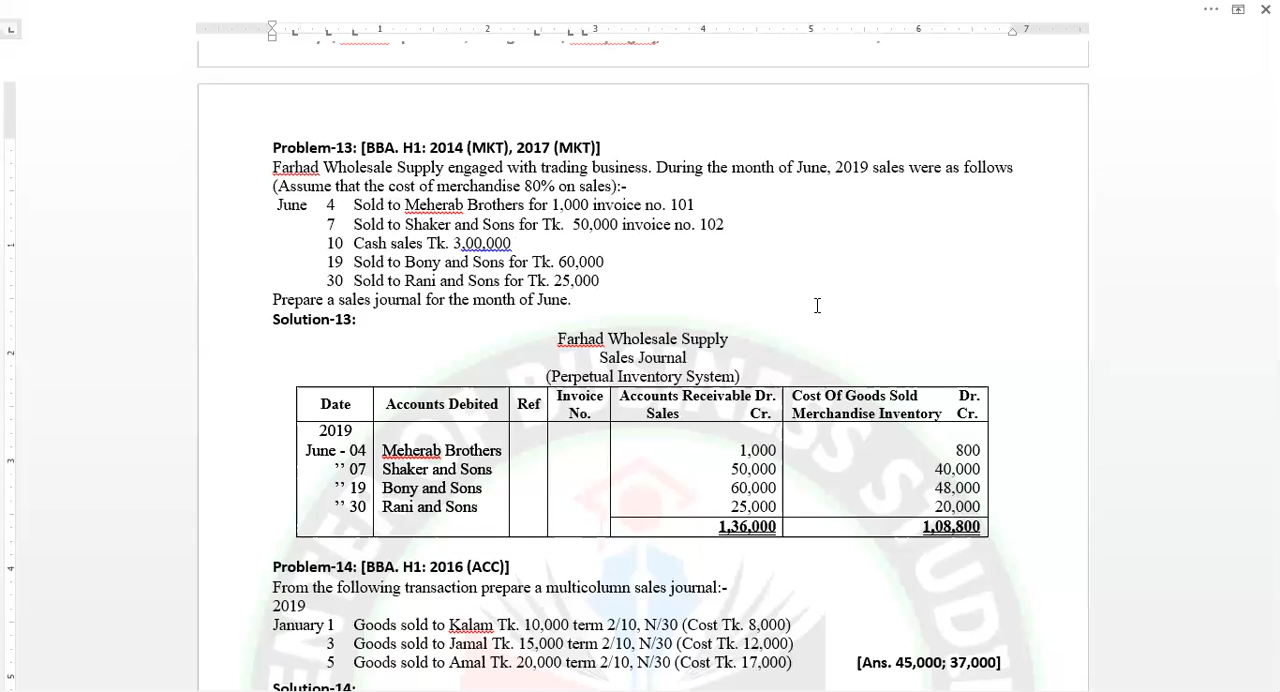 1 2 3 4 5 6 7
Problem-13: [BBA. H1: 2014 (MKT), 2017 (MKT)]
Farhad Wholesale Supply engaged with trading business. During the month of June, 2019 sales were as follows
(Assume that the cost of merchandise 80% on sales):-
June 4 Sold to Meherab Brothers for 1,000 invoice no. 101
7 Sold to Shaker and Sons for Tk. 50,000 invoice no. 102
10 Cash sales Tk. 3,00,000
19 Sold to Bony and Sons for Tk. 60,000
30 Sold to Rani and Sons for Tk. 25,000
Prepare a sales journal for the month of June.
Solution-13:
Farhad Wholesale Supply
Sales Journal
(Perpetual Inventory System)
Date Accounts Debited Ref Invoice No. Accounts Receivable Dr. Cost Of Goods Sold Dr.
Sales Cr. Merchandise Inventory Cr.
2019
June - 04 Meherab Brothers 1,000 800
’’ 07 Shaker and Sons 50,000 40,000
’’ 19 Bony and Sons 60,000 48,000
’’ 30 Rani and Sons 25,000 20,000
1,36,000 1,08,800
Problem-14: [BBA. H1: 2016 (ACC)]
From the following transaction prepare a multicolumn sales journal:-
2019
January 1 Goods sold to Kalam Tk. 10,000 term 2/10, N/30 (Cost Tk. 8,000)
3 Goods sold to Jamal Tk. 15,000 term 2/10, N/30 (Cost Tk. 12,000)
5 Goods sold to Amal Tk. 20,000 term 2/10, N/30 (Cost Tk. 17,000) [Ans. 45,000; 37,000]
Solution-14: